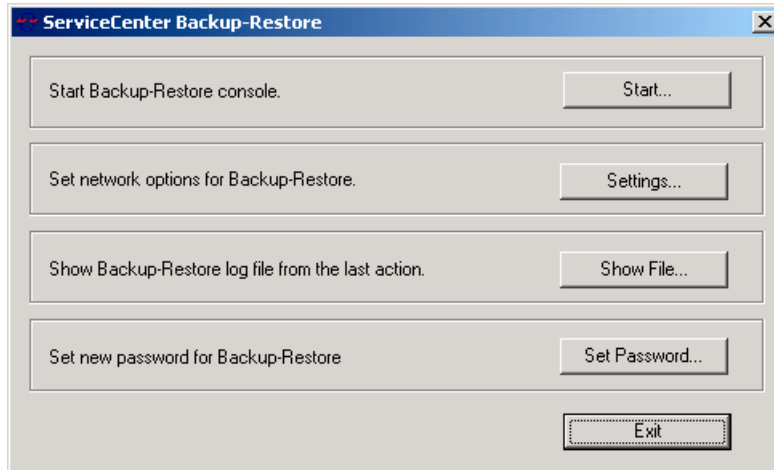 ServiceCenter Backup-Restore
Start Backup-Restore console.
Start...
Set network options for Backup-Restore.
Settings...
Show Backup-Restore log file from the last action.
Show File...
Set new password for Backup-Restore
Set Password...
Exit